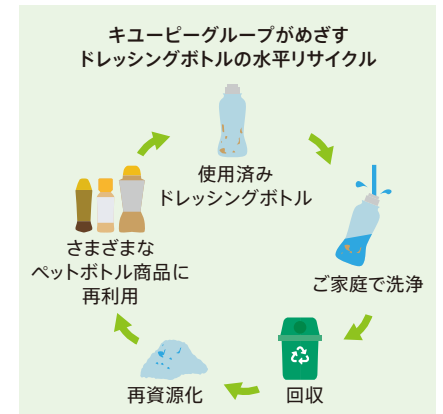 キユーピーグループがめざす
ドレッシングボトルの水平リサイクル
使用済み
ドレッシングボトル
ご家庭で洗浄
回収
再資源化
さまざまな
ペットボトル商品に
再利用